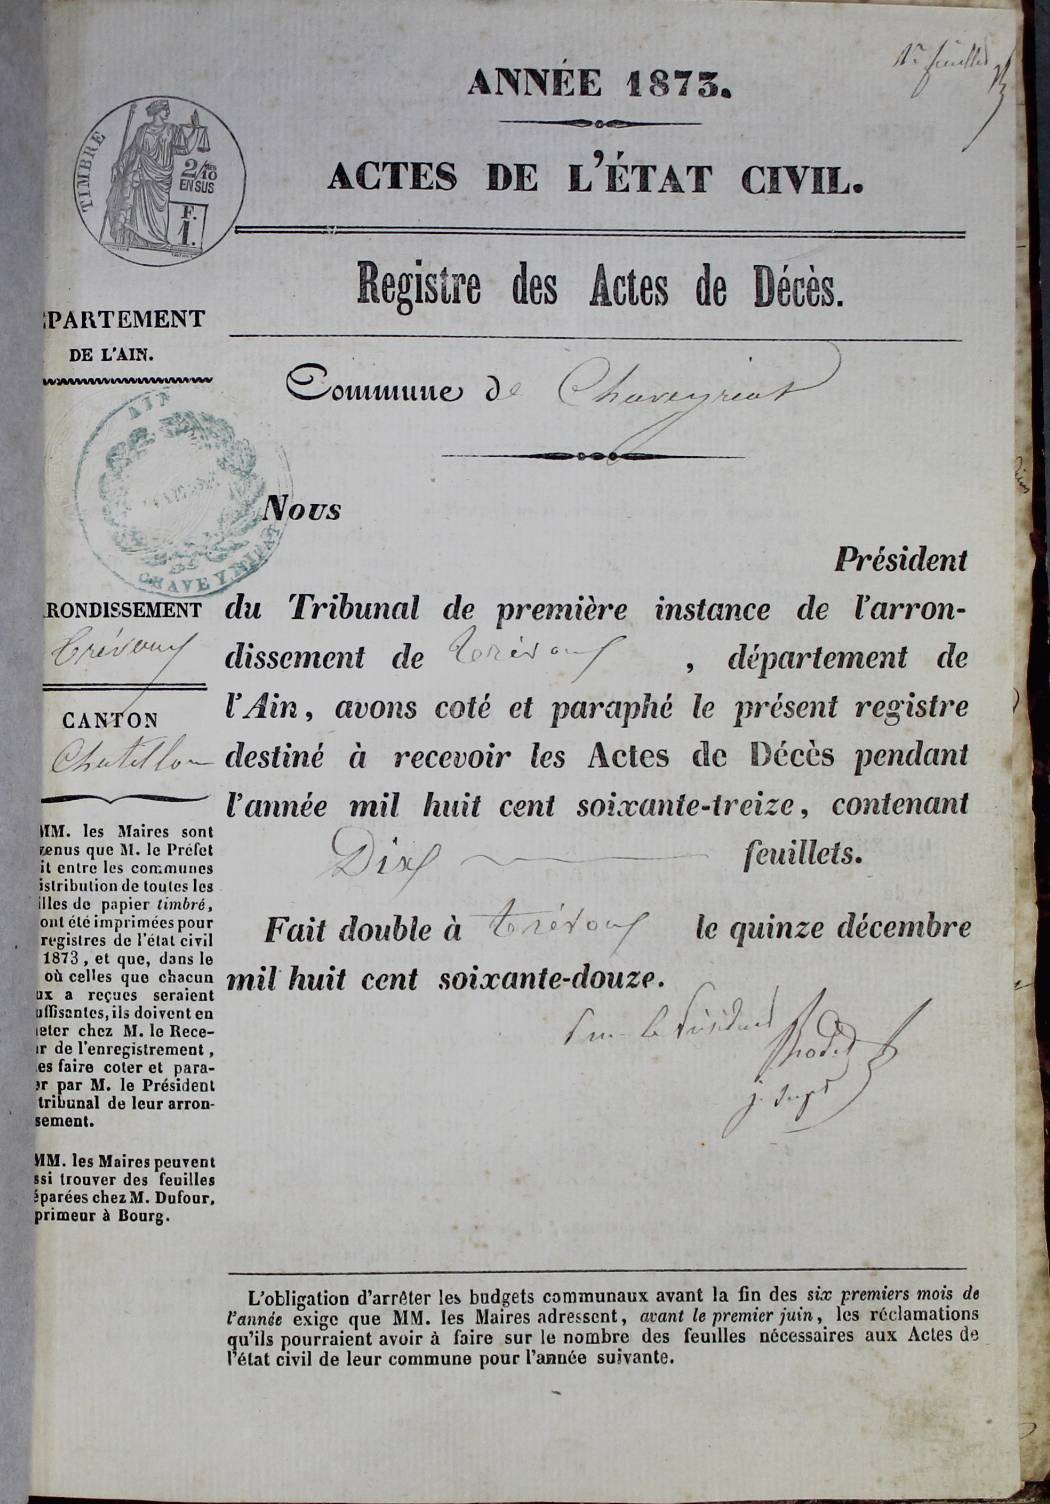 1er feuillet
ANNÉE 1873.
TIMBRE
2/10
EN SUS
F.
1.
ACTES DE L'ÉTAT CIVIL.
Registre des Actes de Décès.
PARTEMENT
DE L'AIN.
Commune de Chaveyriat
AIN
CHAVEYRIAT
Nous
Président
RONDISSEMENT
Trévoux
CANTON
Chatillon
du Tribunal de première instance de l'arron-
dissement de Trévoux, département de
l'Ain, avons coté et paraphé le présent registre
destiné à recevoir les Actes de Décès pendant
l'année mil huit cent soixante-treize, contenant
Dix feuillets.
Fait double à Trévoux le quinze décembre
mil huit cent soixante-douze.
Pour le Président
Rodet
j. supt
MM. les Maires sont
enus que M. le Préfet
it entre les communes
istribution de toutes les
illes de papier timbré,
ont été imprimées pour
registres de l'état civil
1873, et que, dans le
où celles que chacun
ux a reçues seraient
uffisantes, ils doivent en
eter chez M. le Rece-
r de l'enregistrement,
es faire coter et para-
er par M. le Président
tribunal de leur arron-
sement.
MM. les Maires peuvent
ssi trouver des feuilles
éparées chez M. Dufour,
primeur à Bourg.
L'obligation d'arrêter les budgets communaux avant la fin des six premiers mois de
l'année exige que MM. les Maires adressent, avant le premier juin, les réclamations
qu'ils pourraient avoir à faire sur le nombre des feuilles nécessaires aux Actes de
l'état civil de leur commune pour l'année suivante.